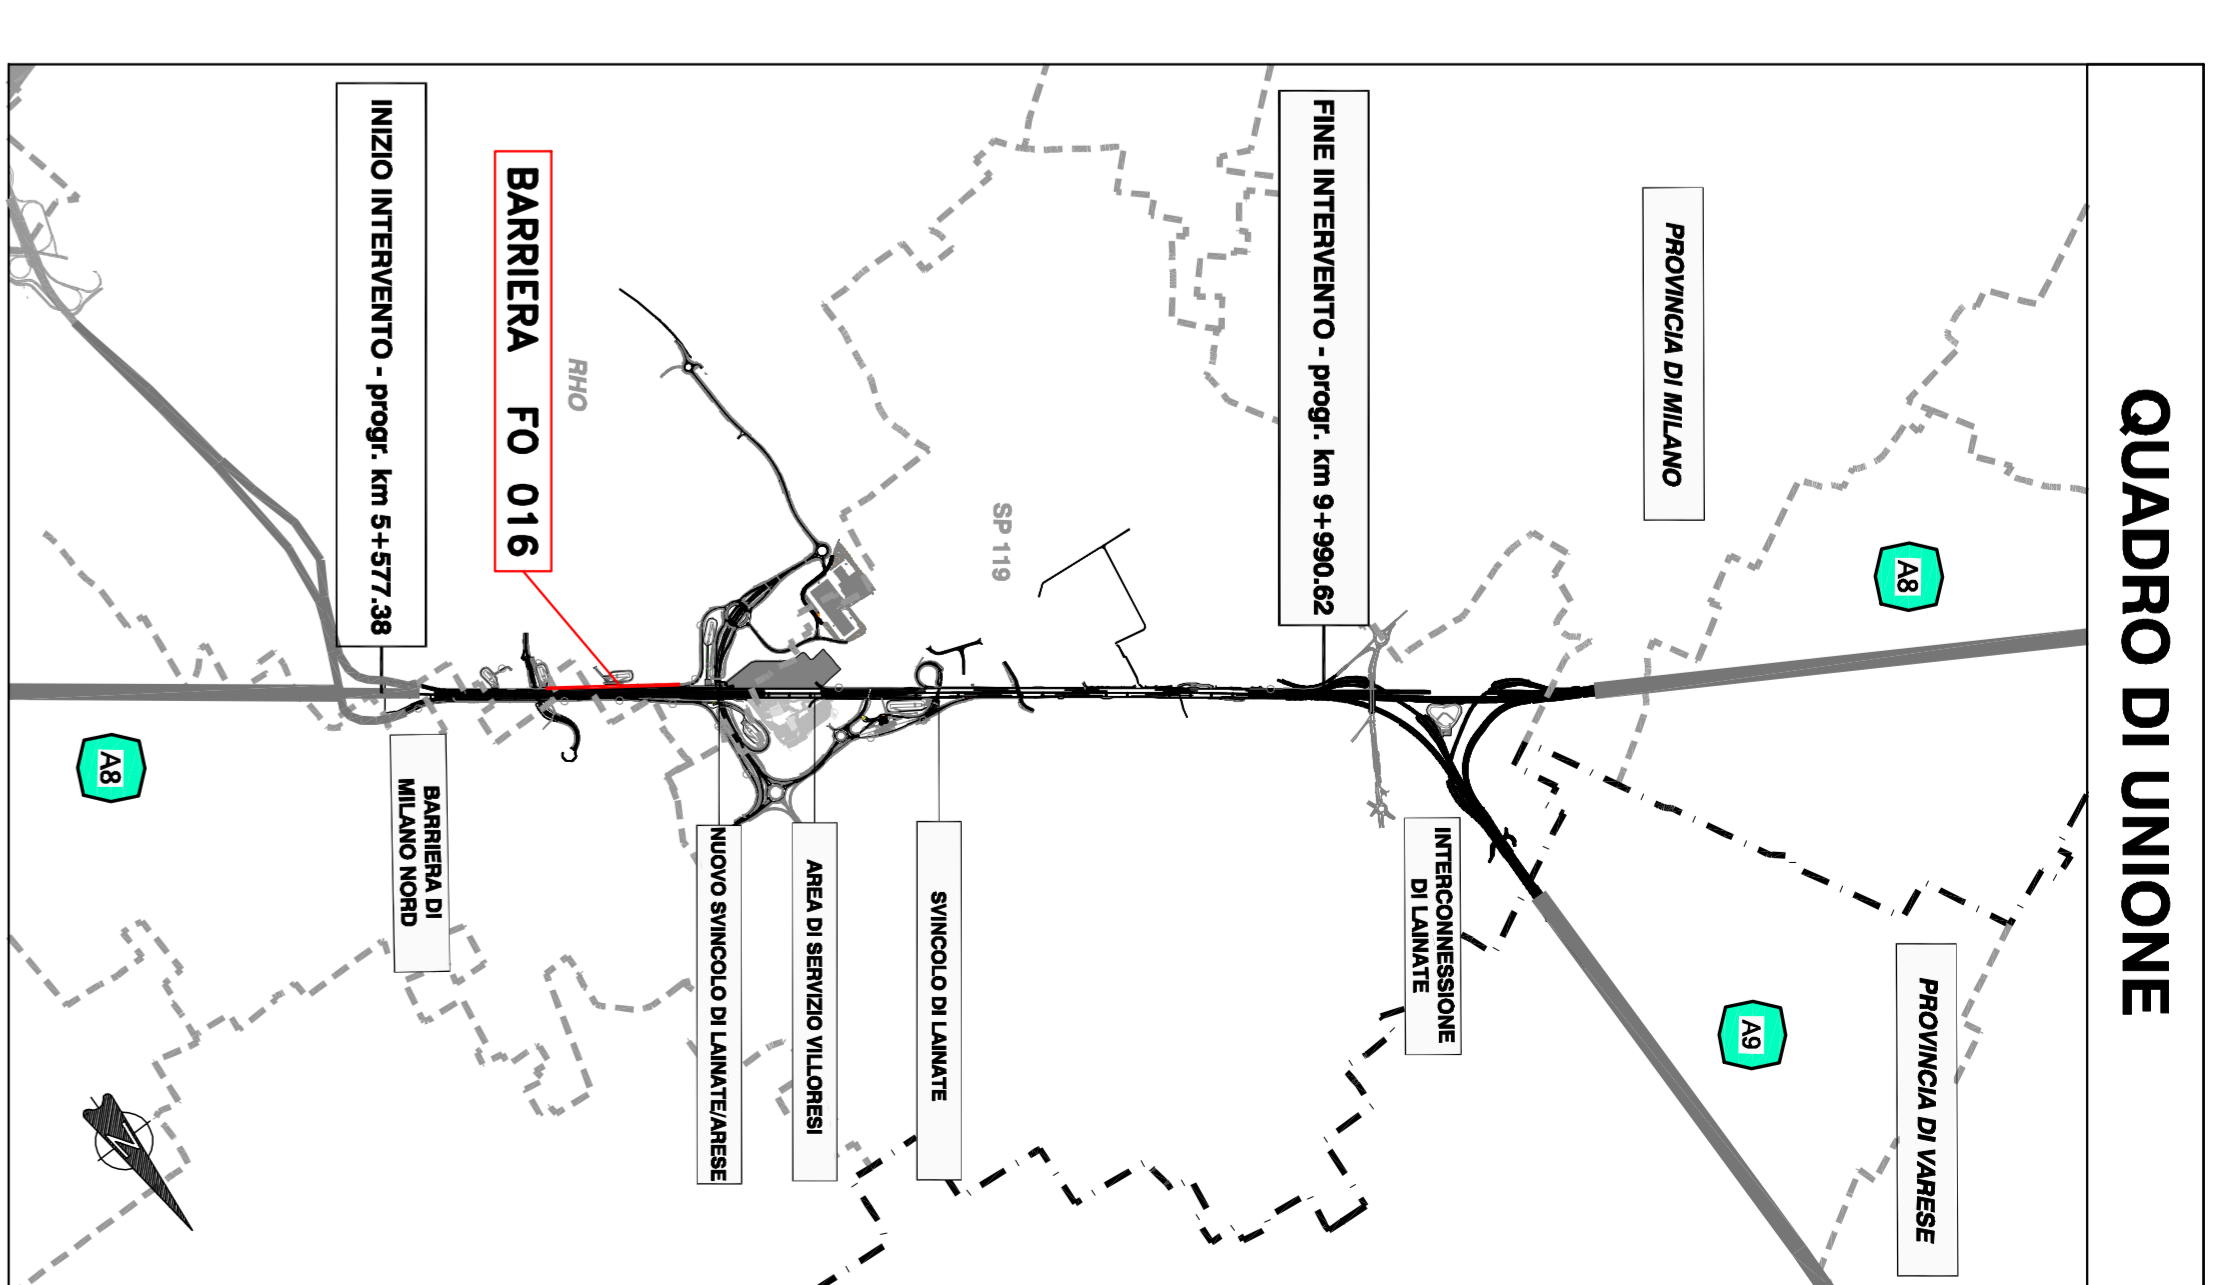 QUADRO DI UNIONE
PROVINCIA DI MILANO
A8
A9
PROVINCIA DI VARESE
FINE INTERVENTO - progr. km 9+990.62
INTERCONNESSIONE
DI LAINATE
SP 119
SVINCOLO DI LAINATE
AREA DI SERVIZIO VILLORESI
NUOVO SVINCOLO DI LAINATE/ARESE
RHO
BARRIERA FO 016
INIZIO INTERVENTO - progr. km 5+577.38
BARRIERA DI
MILANO NORD
A8
N